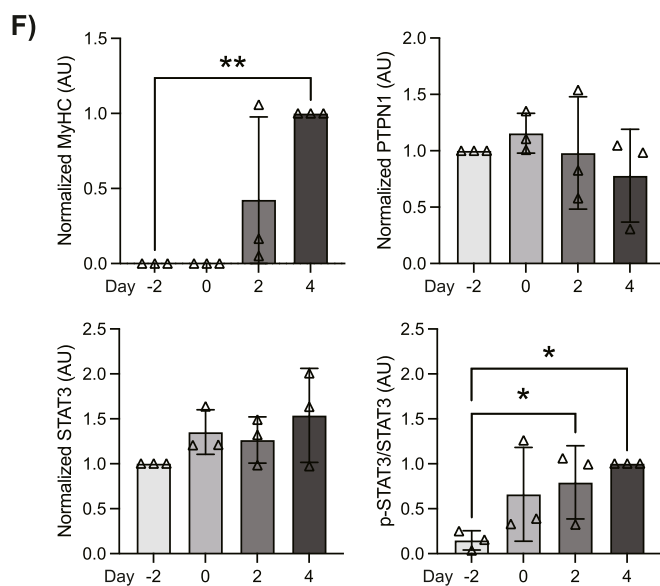 F)
Normalized MyHC (AU)
1.5
1.0
0.5
0.0
**
Day -2 0 2 4
Normalized PTPN1 (AU)
2.0
1.5
1.0
0.5
0.0
Day -2 0 2 4
Normalized STAT3 (AU)
2.5
2.0
1.5
1.0
0.5
0.0
Day -2 0 2 4
p-STAT3/STAT3 (AU)
2.5
2.0
1.5
1.0
0.5
0.0
*
*
Day -2 0 2 4